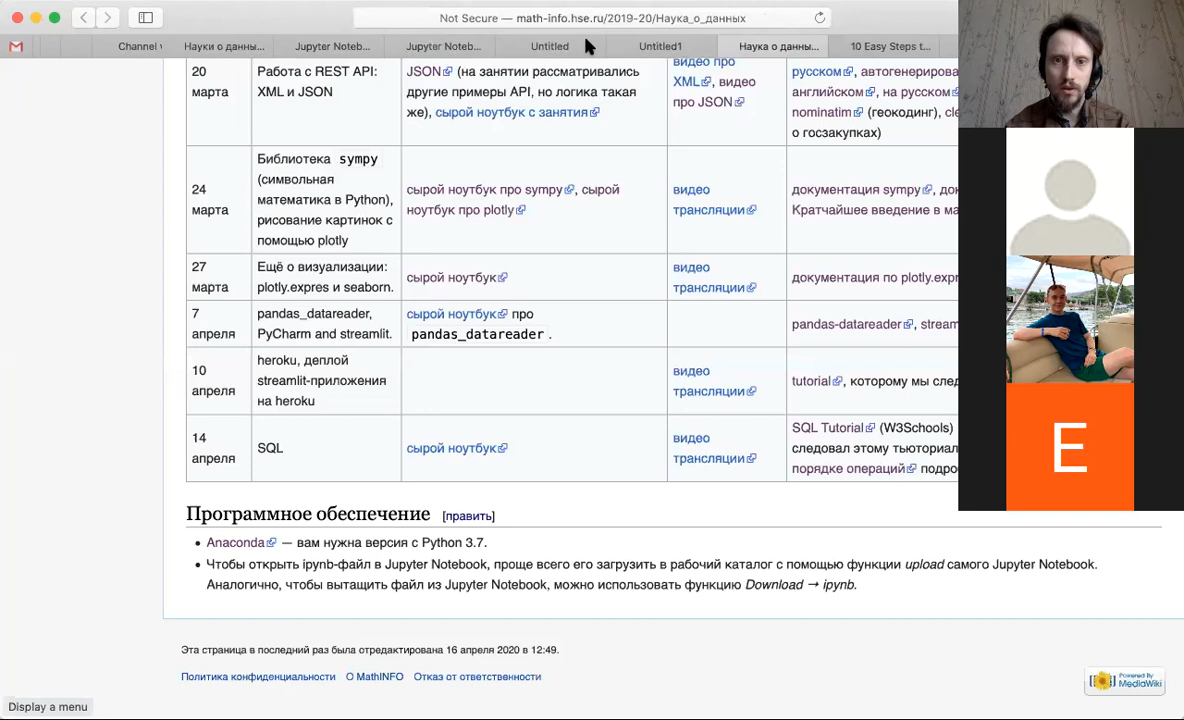 Not Secure — math-info.hse.ru/2019-20/Наука_о_данных
Channel
Науки о данны...
Jupyter Noteb...
Jupyter Noteb...
Untitled
Untitled1
Наука о данны...
10 Easy Steps t...
20 марта
Работа с REST API:
XML и JSON
JSON (на занятии рассматривались
другие примеры API, но логика такая
же), сырой ноутбук с занятия
видео про
XML, видео
про JSON
русском, автогенерирова
английском, на русском
nominatim (геокодинг), cle
о госзакупках)
24
марта
Библиотека sympy
(символьная
математика в Python),
рисование картинок с
помощью plotly
сырой ноутбук про sympy, сырой
ноутбук про plotly
видео
трансляции
документация sympy, до
Кратчайшее введение в ма
27
марта
Ещё о визуализации:
plotly.expres и seaborn.
сырой ноутбук
видео
трансляции
документация по plotly.expr
7
апреля
pandas_datareader,
PyCharm and streamlit.
сырой ноутбук про
pandas_datareader .
pandas-datareader, stream
10
апреля
heroku, деплой
streamlit-приложения
на heroku
видео
трансляции
tutorial, которому мы след
14
апреля
SQL
сырой ноутбук
видео
трансляции
SQL Tutorial (W3Schools)
следовал этому тьюториал
порядке операций подро
Программное обеспечение [править]
Anaconda — вам нужна версия с Python 3.7.
Чтобы открыть ipynb-файл в Jupyter Notebook, проще всего его загрузить в рабочий каталог с помощью функции upload самого Jupyter Notebook.
Аналогично, чтобы вытащить файл из Jupyter Notebook, можно использовать функцию Download → ipynb.
Эта страница в последний раз была отредактирована 16 апреля 2020 в 12:49.
Политика конфиденциальности
О MathINFO
Отказ от ответственности
Powered By
MediaWiki
Display a menu
E